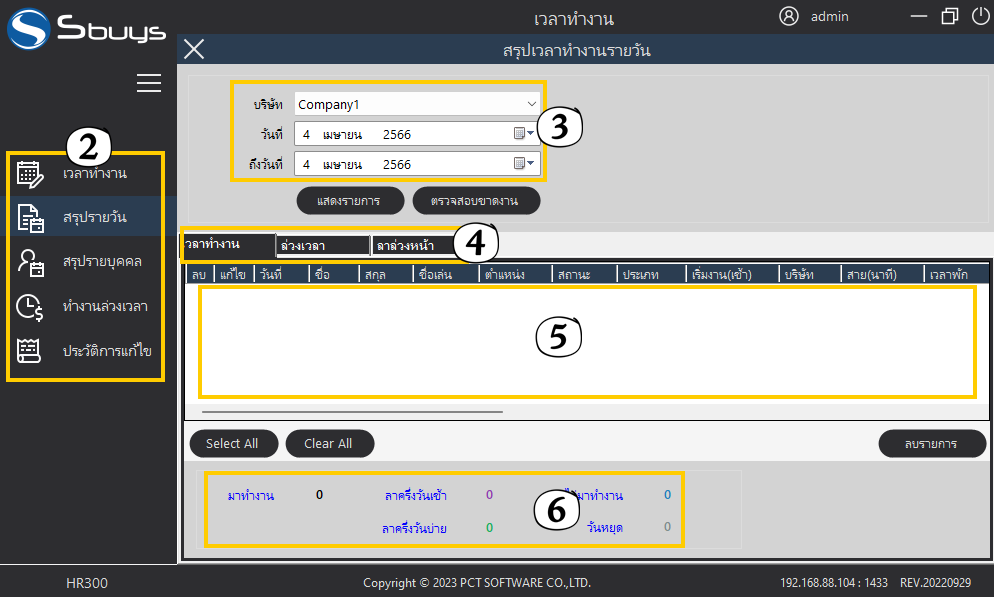 เวลาทำงาน
admin
Sbuys
สรุปเวลาทำงานรายวัน
บริษัท Company1
วันที่ 4 เมษายน 2566
3
ถึงวันที่ 4 เมษายน 2566
แสดงรายการ ตรวจสอบขาดงาน
2
เวลาทำงาน
สรุปรายวัน
สรุปรายบุคคล
ทำงานล่วงเวลา
ประวัติการแก้ไข
เวลาทำงาน ล่วงเวลา ลาล่วงหน้า
4
ลบ แก้ไข วันที่ ชื่อ สกุล ชื่อเล่น ตำแหน่ง สถานะ ประเภท เริ่มงาน(เช้า) บริษัท สาย(นาที) เวลาพัก
5
Select All Clear All ลบรายการ
มาทำงาน 0 ลาครึ่งวันเช้า 0 มาทำงาน 0
6
ลาครึ่งวันบ่าย 0 วันหยุด 0
HR300 Copyright © 2023 PCT SOFTWARE CO.,LTD. 192.168.88.104 : 1433 REV.20220929